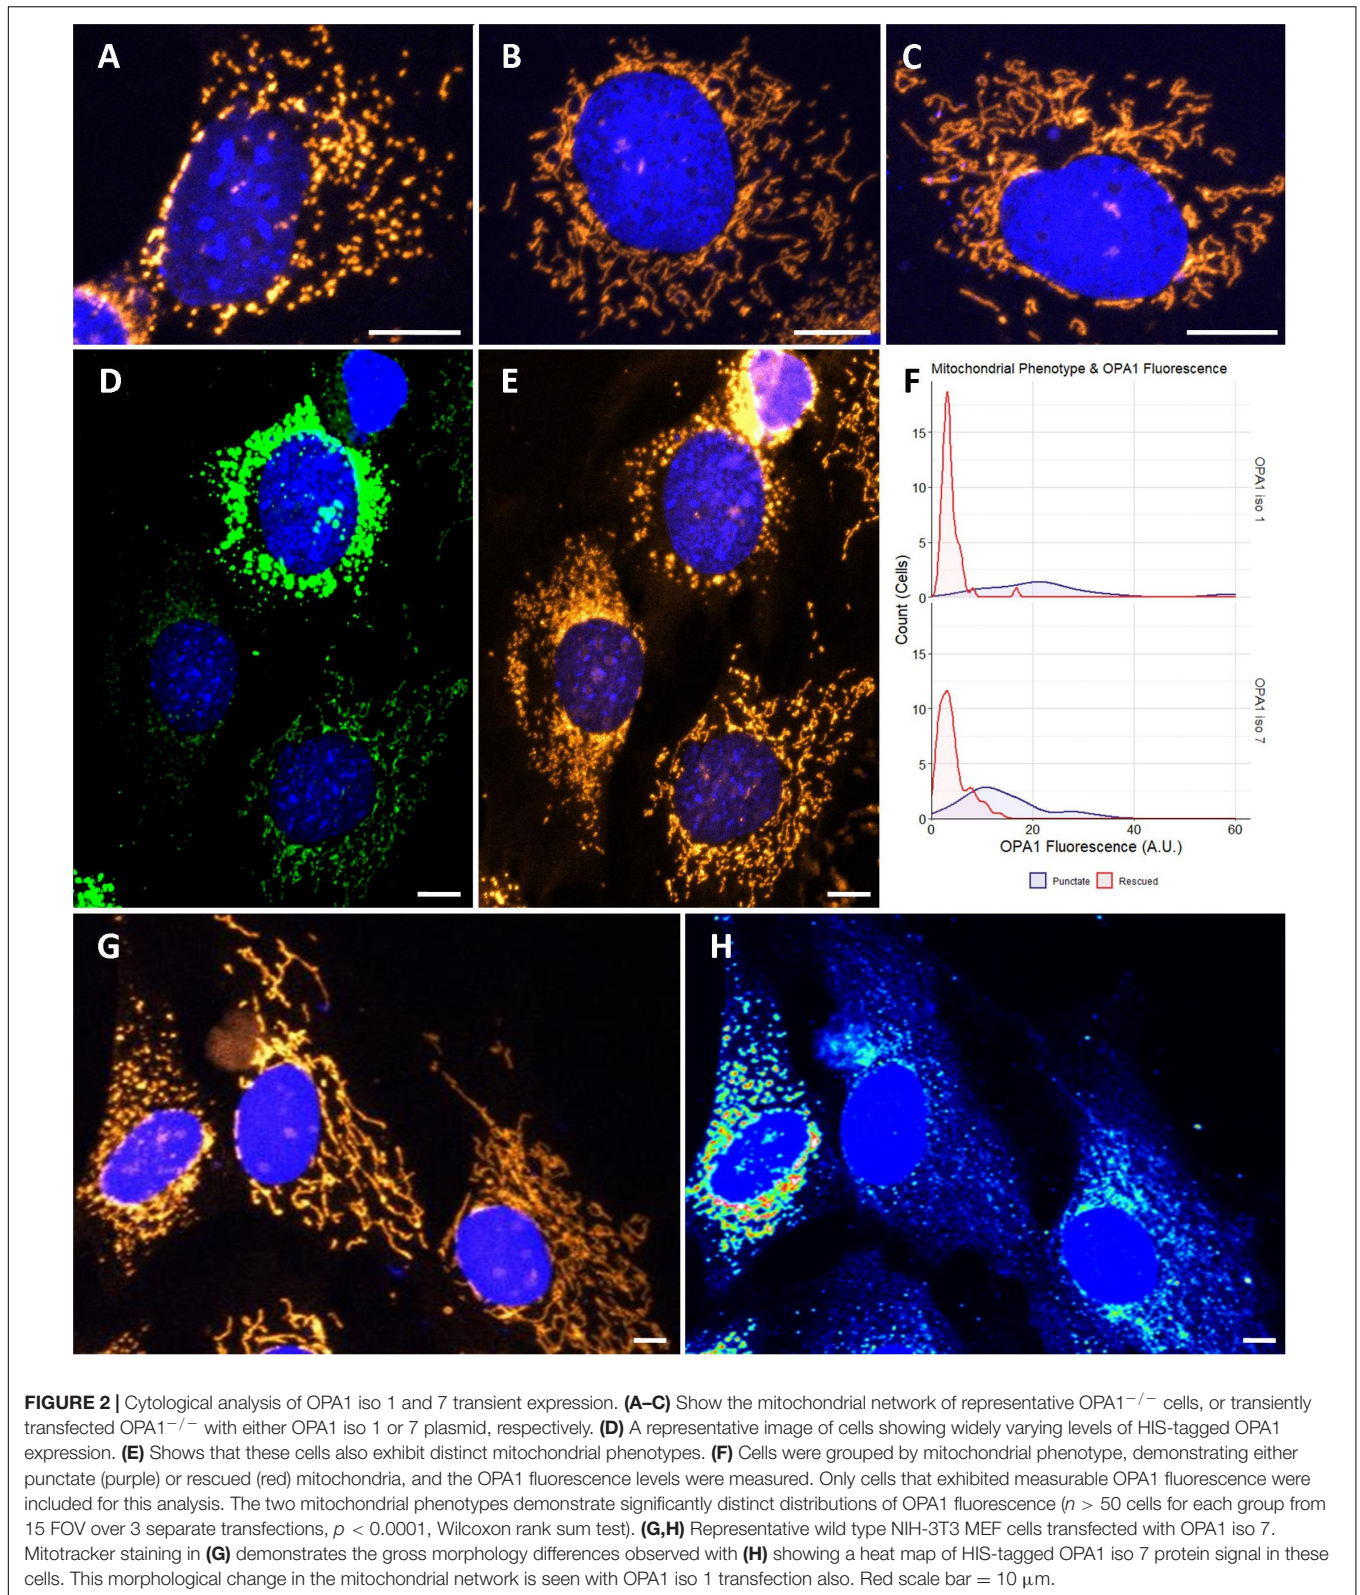 A
B
C
D
E
F
Mitochondrial Phenotype & OPA1 Fluorescence
15
10
5
0
OPA1 iso 1
Count (Cells)
15
10
5
0
OPA1 iso 7
0 20 40 60
OPA1 Fluorescence (A.U.)
Punctate Rescued
G
H
FIGURE 2 | Cytological analysis of OPA1 iso 1 and 7 transient expression. (A–C) Show the mitochondrial network of representative OPA1−/− cells, or transiently
transfected OPA1−/− with either OPA1 iso 1 or 7 plasmid, respectively. (D) A representative image of cells showing widely varying levels of HIS-tagged OPA1
expression. (E) Shows that these cells also exhibit distinct mitochondrial phenotypes. (F) Cells were grouped by mitochondrial phenotype, demonstrating either
punctate (purple) or rescued (red) mitochondria, and the OPA1 fluorescence levels were measured. Only cells that exhibited measurable OPA1 fluorescence were
included for this analysis. The two mitochondrial phenotypes demonstrate significantly distinct distributions of OPA1 fluorescence (n > 50 cells for each group from
15 FOV over 3 separate transfections, p < 0.0001, Wilcoxon rank sum test). (G,H) Representative wild type NIH-3T3 MEF cells transfected with OPA1 iso 7.
Mitotracker staining in (G) demonstrates the gross morphology differences observed with (H) showing a heat map of HIS-tagged OPA1 iso 7 protein signal in these
cells. This morphological change in the mitochondrial network is seen with OPA1 iso 1 transfection also. Red scale bar = 10 μm.